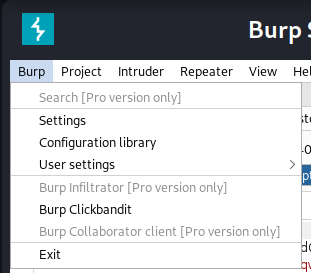 Burp
Burp Project Intruder Repeater View
Search [Pro version only]
Settings
Configuration library
User settings
Burp Infiltrator [Pro version only]
Burp Clickbandit
Burp Collaborator client [Pro version only]
Exit